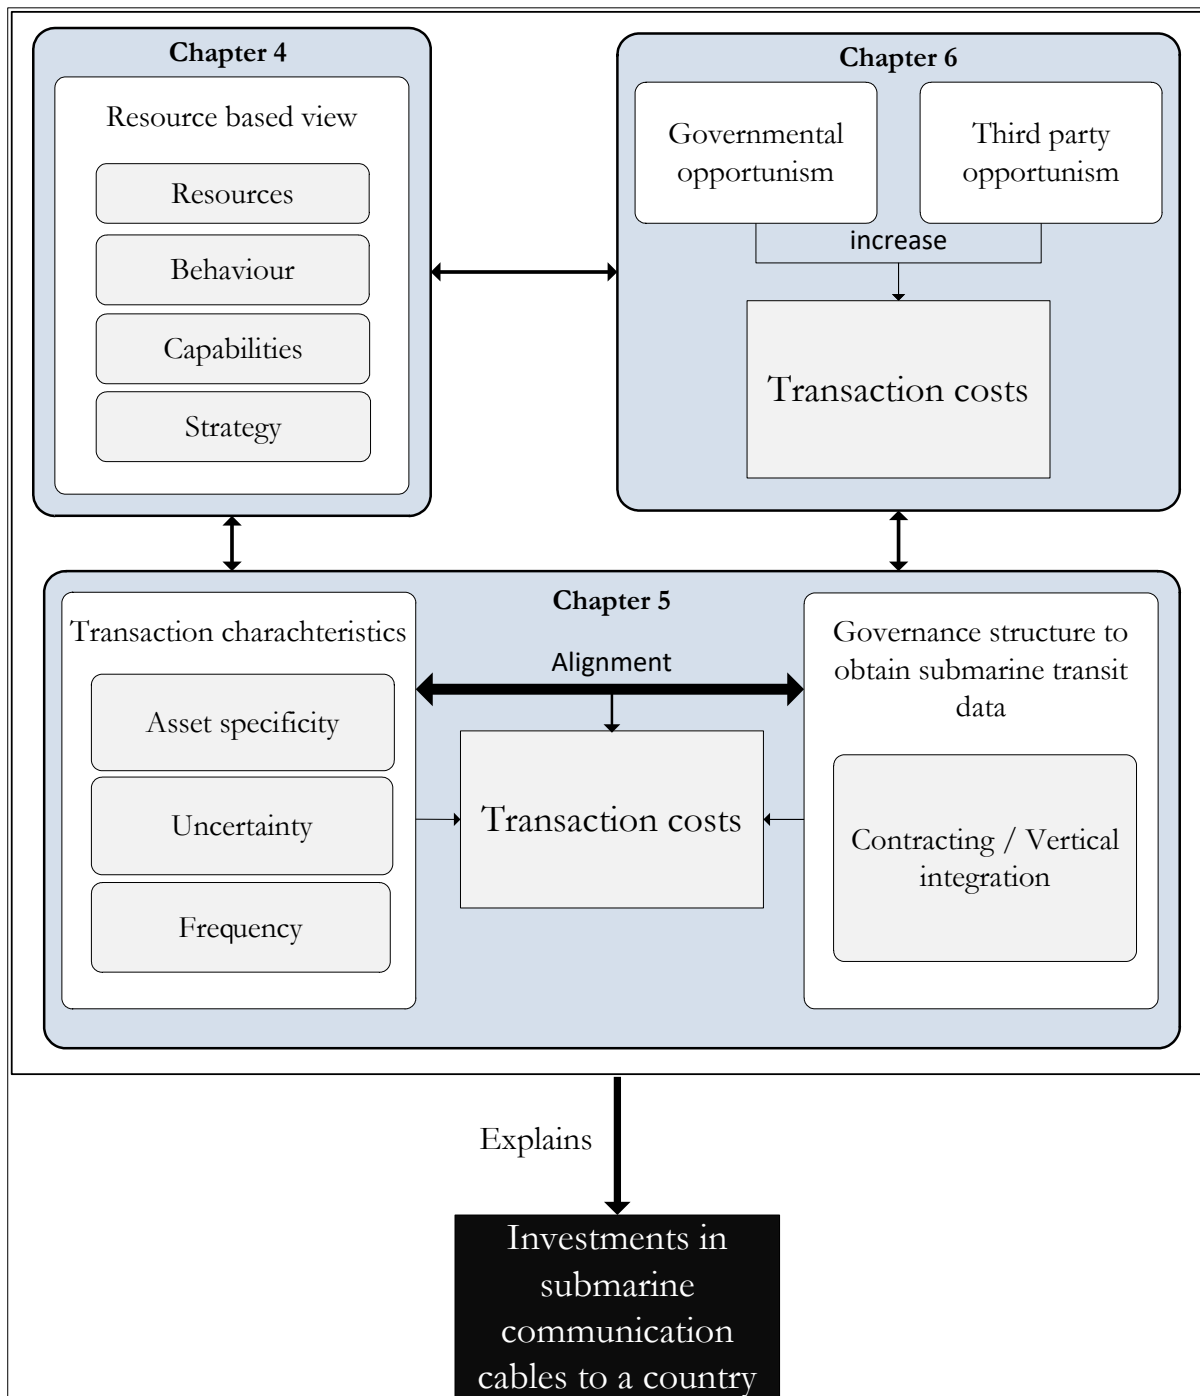 Chapter 4
Resource based view
Resources
Behaviour
Capabilities
Strategy
Chapter 6
Governmental
opportunism
Third party
opportunism
increase
Transaction costs
Chapter 5
Transaction charachteristics
Asset specificity
Uncertainty
Frequency
Alignment
Transaction costs
Governance structure to
obtain submarine transit
data
Contracting / Vertical
integration
Explains
Investments in
submarine
communication
cables to a country